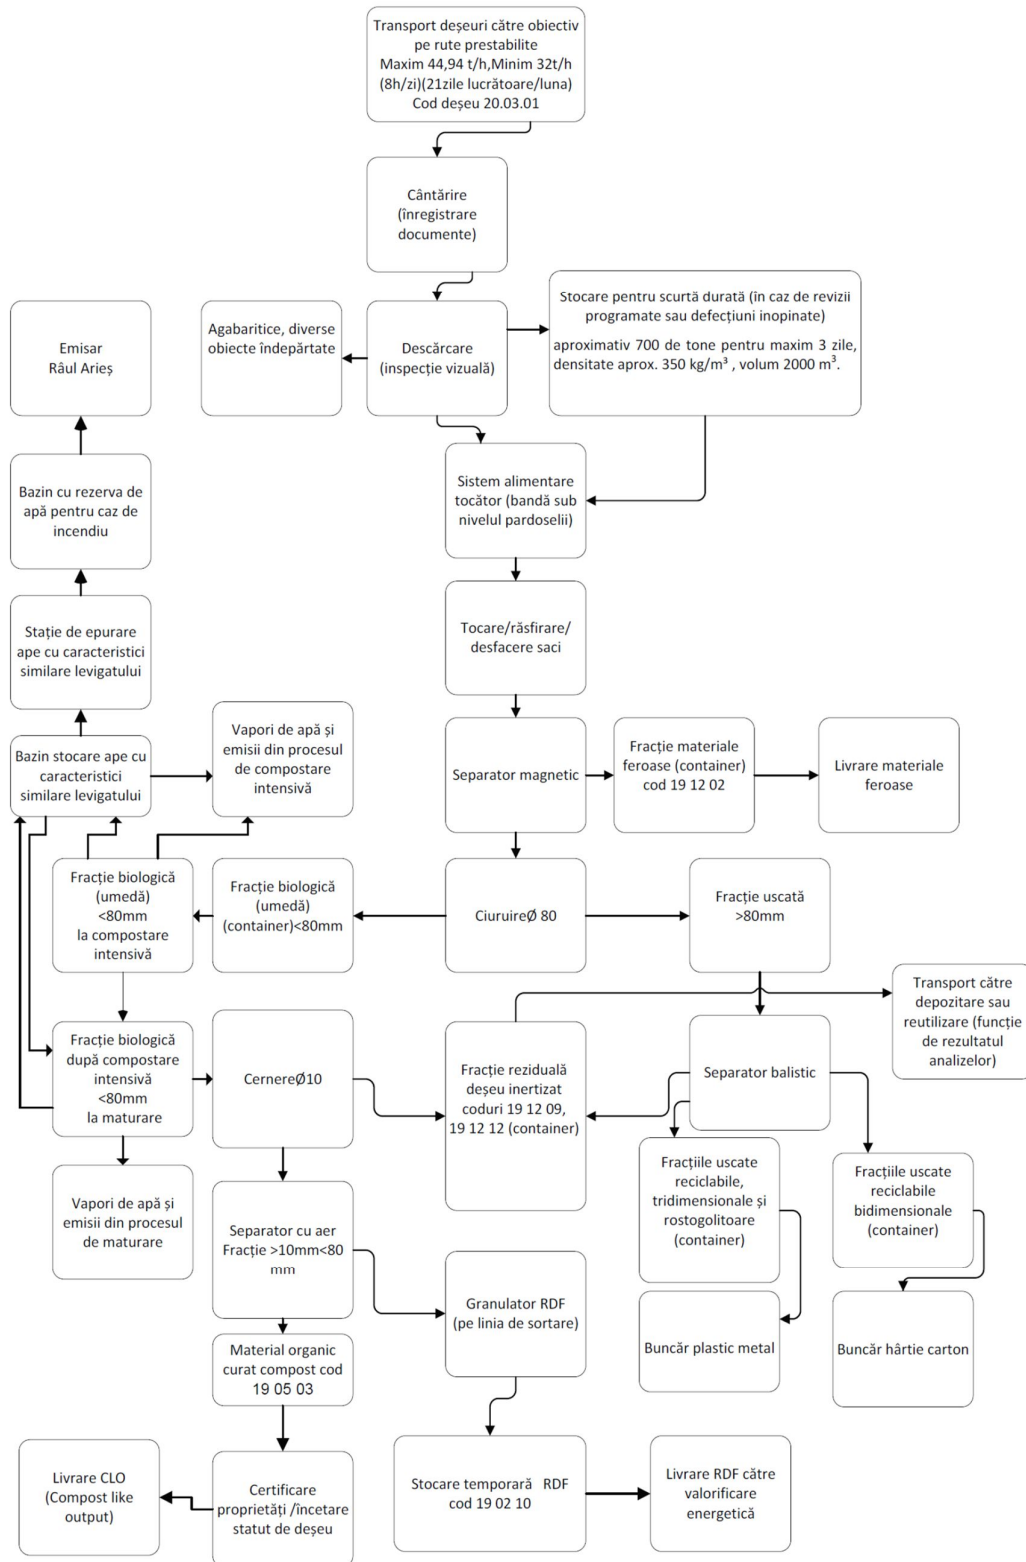 Transport deșeuri către obiectiv
pe rute prestabilite
Maxim 44,94 t/h,Minim 32t/h
(8h/zi)(21zile lucrătoare/luna)
Cod deșeu 20.03.01
Cântărire
(înregistrare
documente)
Emisar
Râul Arieș
Agabaritice, diverse
obiecte îndepărtate
Descărcare
(inspecție vizuală)
Stocare pentru scurtă durată (în caz de revizii
programate sau defecțiuni inopinate)
aproximativ 700 de tone pentru maxim 3 zile,
densitate aprox. 350 kg/m³ , volum 2000 m³.
Bazin cu rezerva de
apă pentru caz de
incendiu
Sistem alimentare
tocător (bandă sub
nivelul pardoselii)
Stație de epurare
ape cu caracteristici
similare levigatului
Tocare/răsfirare/
desfacere saci
Bazin stocare ape cu
caracteristici
similare levigatului
Vapori de apă și
emisii din procesul
de compostare
intensivă
Separator magnetic
Fracție materiale
feroase (container)
cod 19 12 02
Livrare materiale
feroase
Fracție biologică
(umedă)
<80mm
la compostare
intensivă
Fracție biologică
(umedă)
(container)<80mm
CiuruireØ 80
Fracție uscată
>80mm
Transport către
depozitare sau
reutilizare (funcție
de rezultatul
analizelor)
Fracție biologică
după compostare
intensivă
<80mm
la maturare
CernereØ10
Fracție reziduală
deșeu inertizat
coduri 19 12 09,
19 12 12 (container)
Separator balistic
Vapori de apă și
emisii din procesul
de maturare
Separator cu aer
Fracție >10mm<80
mm
Fracțiile uscate
reciclabile,
tridimensionale și
rostogolitoare
(container)
Fracțiile uscate
reciclabile
bidimensionale
(container)
Granulator RDF
(pe linia de sortare)
Buncăr plastic metal
Buncăr hârtie carton
Material organic
curat compost cod
19 05 03
Livrare CLO
(Compost like
output)
Certificare
proprietăți /încetare
statut de deșeu
Stocare temporară RDF
cod 19 02 10
Livrare RDF către
valorificare
energetică